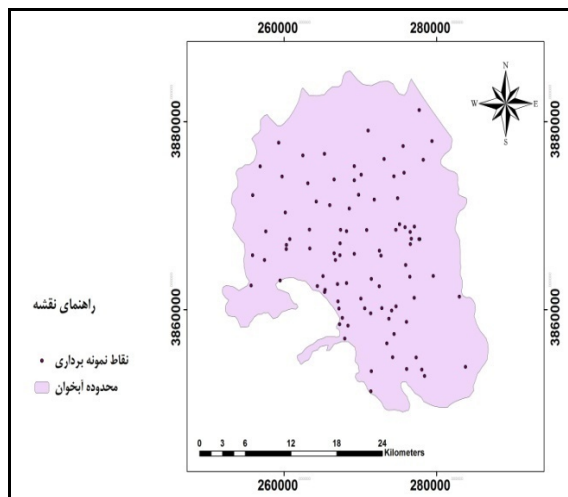 260000 280000
N
W E
S
3880000 3880000
3860000 3860000
راهنمای نقشه
نقاط نمونه برداری
محدوده آبخوان
0 3 6 12 18 24
Kilometers
260000 280000